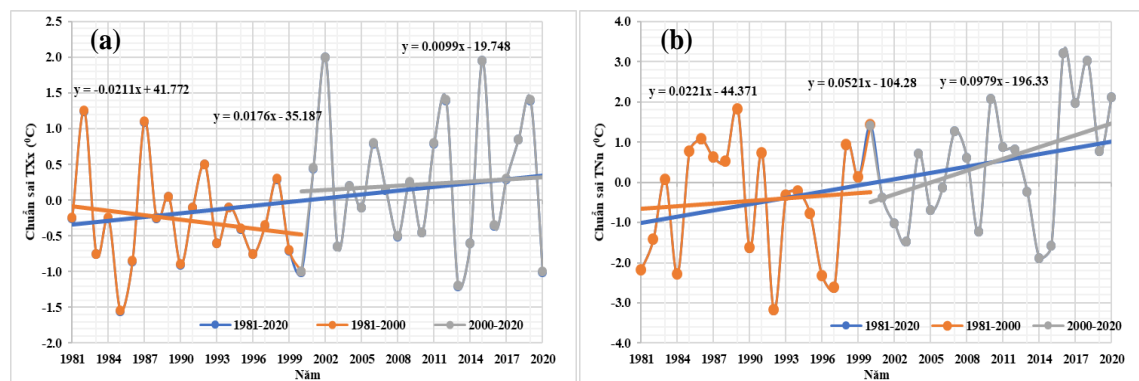 (a)
y = 0.0099x - 19.748
y = -0.0211x + 41.772
y = 0.0176x - 35.187
Chuẩn sai TXx (⁰C)
2.5
2.0
1.5
1.0
0.5
0.0
-0.5
-1.0
-1.5
-2.0
1981-2020 1981-2000 2000-2020
1981 1984 1987 1990 1993 1996 1999 2002 2005 2008 2011 2014 2017 2020
Năm
(b)
y = 0.0221x - 44.371
y = 0.0521x - 104.28
y = 0.0979x - 196.33
Chuẩn sai TNn (⁰C)
4.0
3.0
2.0
1.0
0.0
-1.0
-2.0
-3.0
-4.0
1981-2020 1981-2000 2000-2020
1981 1984 1987 1990 1993 1996 1999 2002 2005 2008 2011 2014 2017 2020
Năm